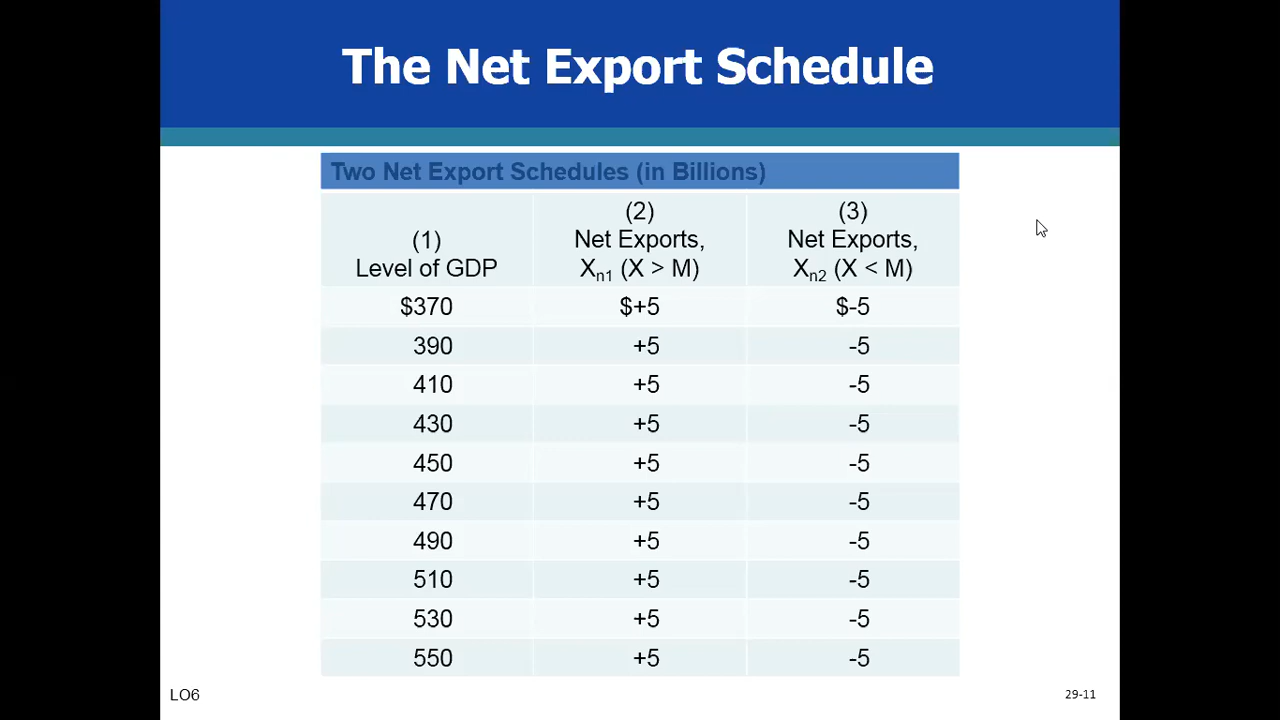 The Net Export Schedule
Two Net Export Schedules (in Billions)
(1)
Level of GDP
(2)
Net Exports,
Xn1 (X > M)
(3)
Net Exports,
Xn2 (X < M)
$370 $+5 $-5
390 +5 -5
410 +5 -5
430 +5 -5
450 +5 -5
470 +5 -5
490 +5 -5
510 +5 -5
530 +5 -5
550 +5 -5
LO6
29-11